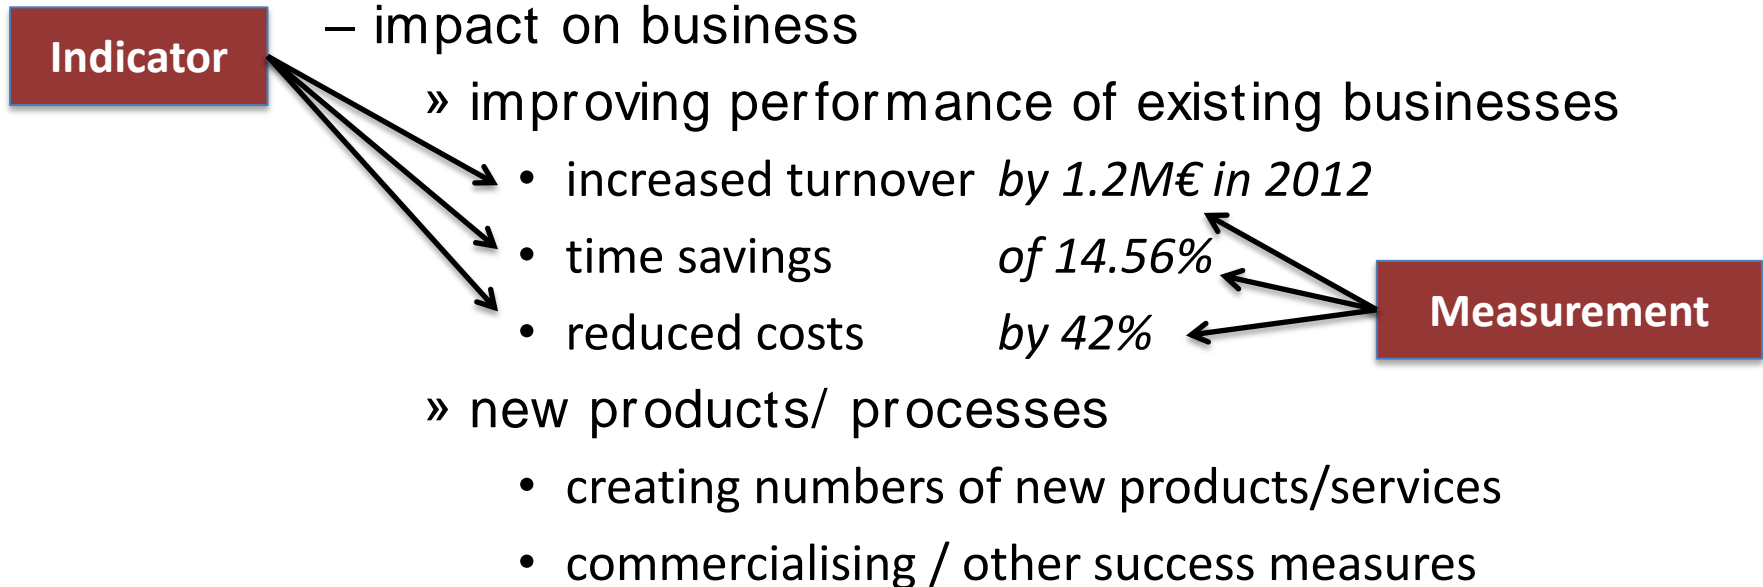 – impact on business
Indicator
» improving performance of existing businesses
• increased turnover by 1.2M€ in 2012
• time savings of 14.56%
• reduced costs by 42%
Measurement
» new products/ processes
• creating numbers of new products/services
• commercialising / other success measures